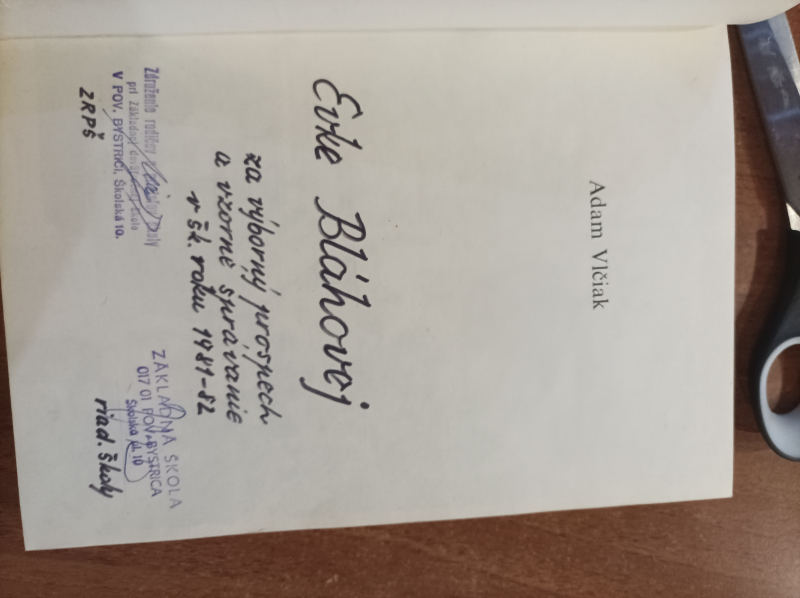 Adam Vlčiak
Evke Bláhovej
za výborný prospech
a vzorné správanie
v šk. roku 1981-82
Združenie rodičov
pri Základnej
V POV. BYSTRICI, Školská 10.
ZRPŠ
ZÁKLADNÁ ŠKOLA
017 01 POV. BYSTRICA
Školská ul. 10
riad. školy